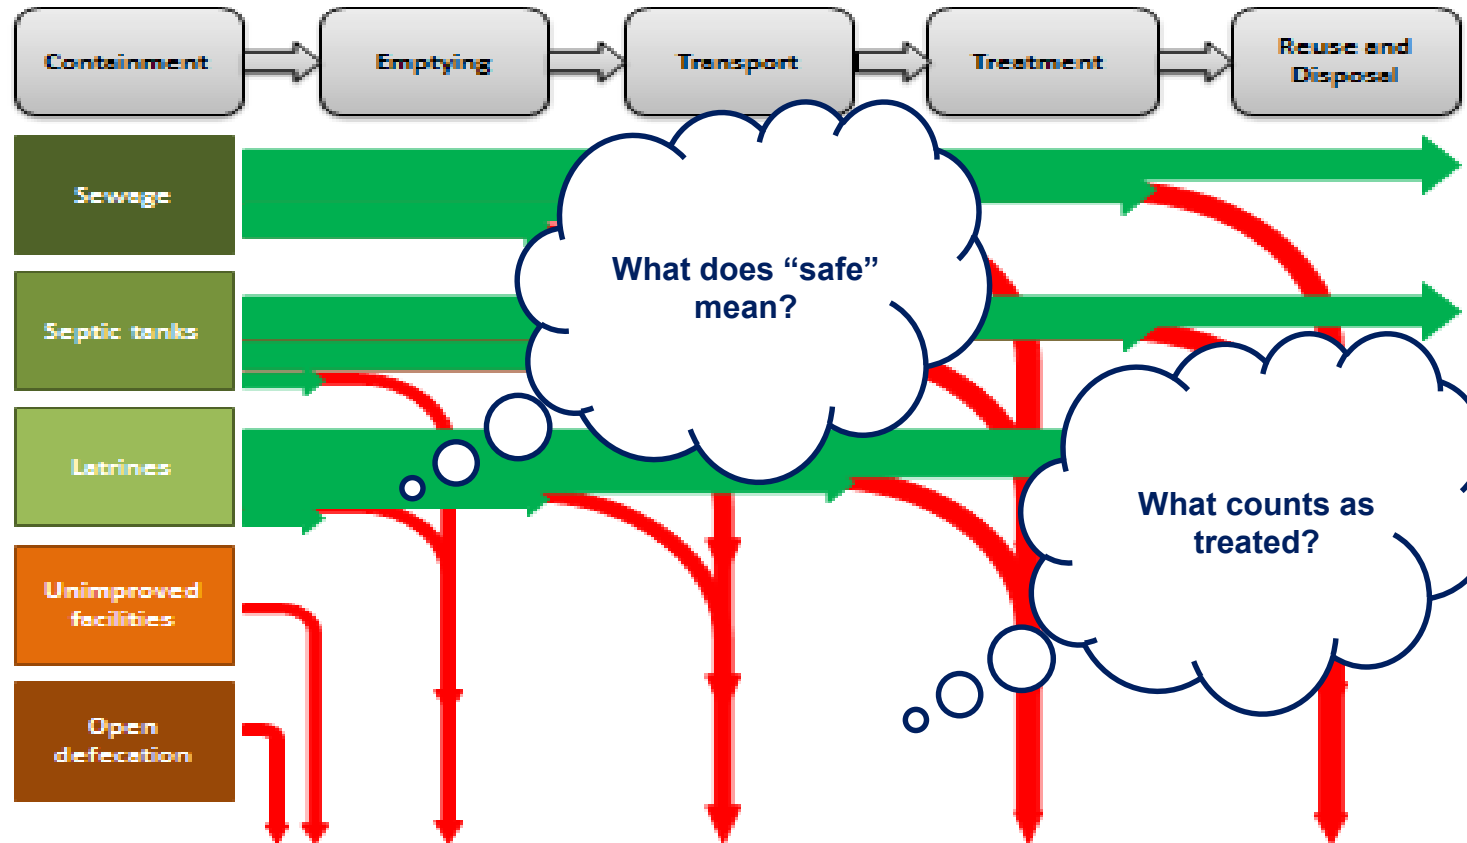 Containment
Emptying
Transport
Treatment
Reuse and
Disposal
Sewage
Septic tanks
Latrines
Unimproved
facilities
Open
defecation
What does “safe”
mean?
What counts as
treated?